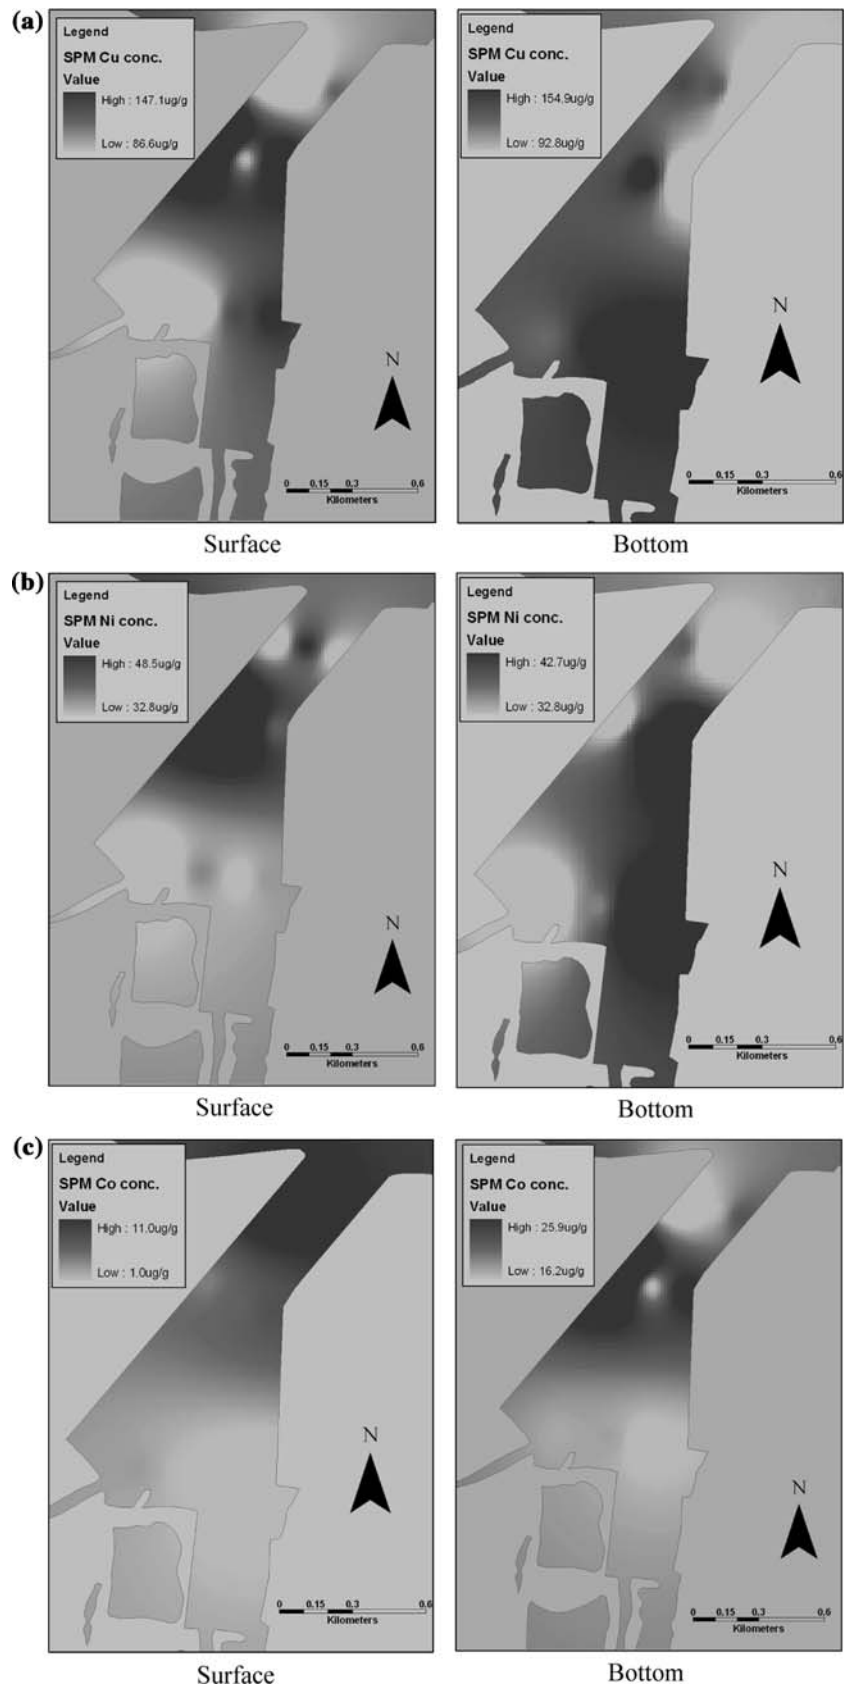 (a)
Legend
SPM Cu conc.
Value
High : 147.1ug/g
Low : 86.6ug/g
N
0 0.15 0.3 0.6
Kilometers
Surface
Legend
SPM Cu conc.
Value
High : 154.9ug/g
Low : 92.8ug/g
N
0 0.15 0.3 0.6
Kilometers
Bottom
(b)
Legend
SPM Ni conc.
Value
High : 48.5ug/g
Low : 32.8ug/g
N
0 0.15 0.3 0.6
Kilometers
Surface
Legend
SPM Ni conc.
Value
High : 42.7ug/g
Low : 32.8ug/g
N
0 0.15 0.3 0.6
Kilometers
Bottom
(c)
Legend
SPM Co conc.
Value
High : 11.0ug/g
Low : 1.0ug/g
N
0 0.15 0.3 0.6
Kilometers
Surface
Legend
SPM Co conc.
Value
High : 25.9ug/g
Low : 16.2ug/g
N
0 0.15 0.3 0.6
Kilometers
Bottom